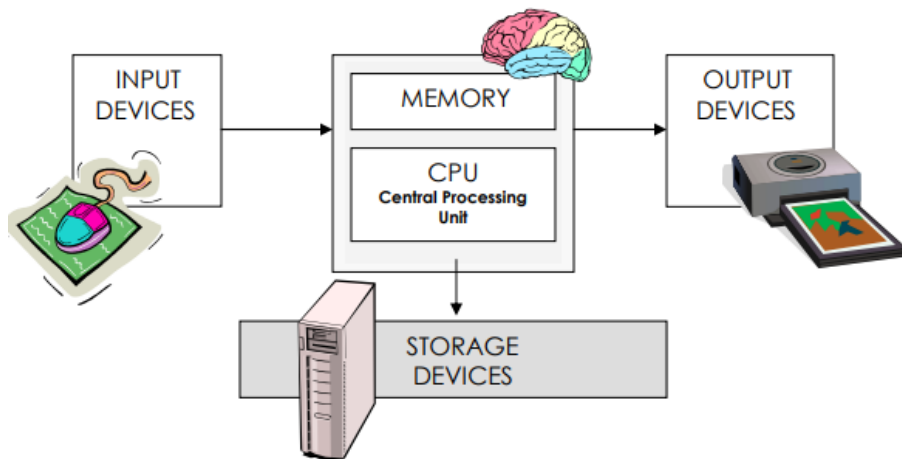 INPUT
DEVICES
MEMORY
CPU
Central Processing
Unit
OUTPUT
DEVICES
STORAGE
DEVICES